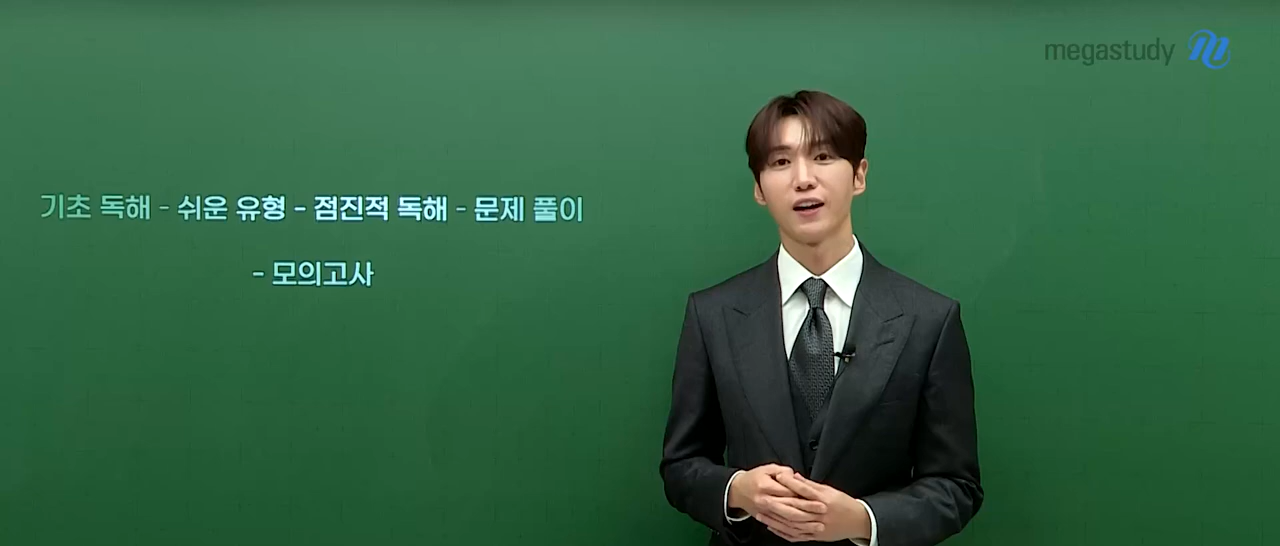 megastudy
기초 독해 - 쉬운 유형 - 점진적 독해 - 문제 풀이
- 모의고사